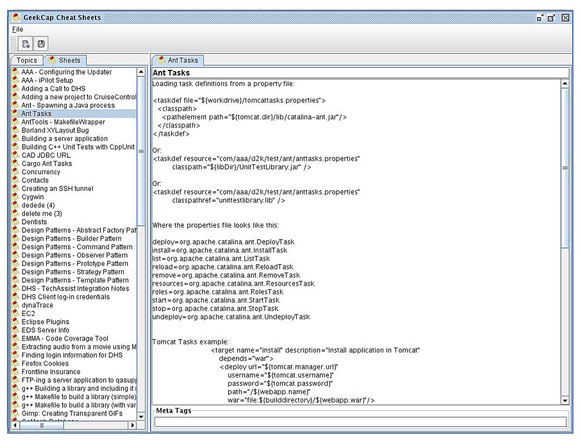 GeekCap Cheat Sheets
File
Topics
Sheets
AAA - Configuring the Updater
AAA - iPilot Setup
Adding a Call to DHS
Adding a new project to CruiseControl
Ant - Spawning a Java process
Ant Tasks
AntTools - MakefileWrapper
Borland XYLayout Bug
Building a server application
Building C++ Unit Tests with CppUnit
CAD JDBC URL
Cargo Ant Tasks
Concurrency
Contacts
Creating an SSH tunnel
Cygwin
dedede (4)
delete me (3)
Dentists
Design Patterns - Abstract Factory Pat
Design Patterns - Builder Pattern
Design Patterns - Command Pattern
Design Patterns - Observer Pattern
Design Patterns - Prototype Pattern
Design Patterns - Strategy Pattern
Design Patterns - Template Pattern
DHS - TechAssist Integration Notes
DHS Client log-in credentials
dynaTrace
EC2
Eclipse Plugins
EDS Server Info
EMMA - Code Coverage Tool
Extracting audio from a movie using M
Finding login information for DHS
Firefox Cookies
Frontline Insurance
FTP-ing a server application to qasupp
g++ Building a library and including it i
g++ Makefile to build a library (simple)
g++ Makefile to build a library (with var
Gimp: Creating Transparent GIFs
Ant Tasks
Ant Tasks
Loading task definitions from a property file:
<taskdef file="${workdrive}/tomcattasks.properties">
<classpath>
<pathelement path="${tomcat.dir}/lib/catalina-ant.jar"/>
</classpath>
</taskdef>
Or:
<taskdef resource="com/aaa/d2k/test/ant/anttasks.properties"
classpath="${libDir}/UnitTestLibrary.jar" />
Or:
<taskdef resource="com/aaa/d2k/test/ant/anttasks.properties"
classpathref="unittestlibrary.lib" />
Where the properties file looks like this:
deploy=org.apache.catalina.ant.DeployTask
install=org.apache.catalina.ant.InstallTask
list=org.apache.catalina.ant.ListTask
reload=org.apache.catalina.ant.ReloadTask
remove=org.apache.catalina.ant.RemoveTask
resources=org.apache.catalina.ant.ResourcesTask
roles=org.apache.catalina.ant.RolesTask
start=org.apache.catalina.ant.StartTask
stop=org.apache.catalina.ant.StopTask
undeploy=org.apache.catalina.ant.UndeployTask
Tomcat Tasks example:
<target name="install" description="Install application in Tomcat"
depends="war">
<deploy url="${tomcat.manager.url}"
username="${tomcat.username}"
password="${tomcat.password}"
path="/${webapp.name}"
war="file:${builddirectory}/${webapp.war}"/>
Meta Tags